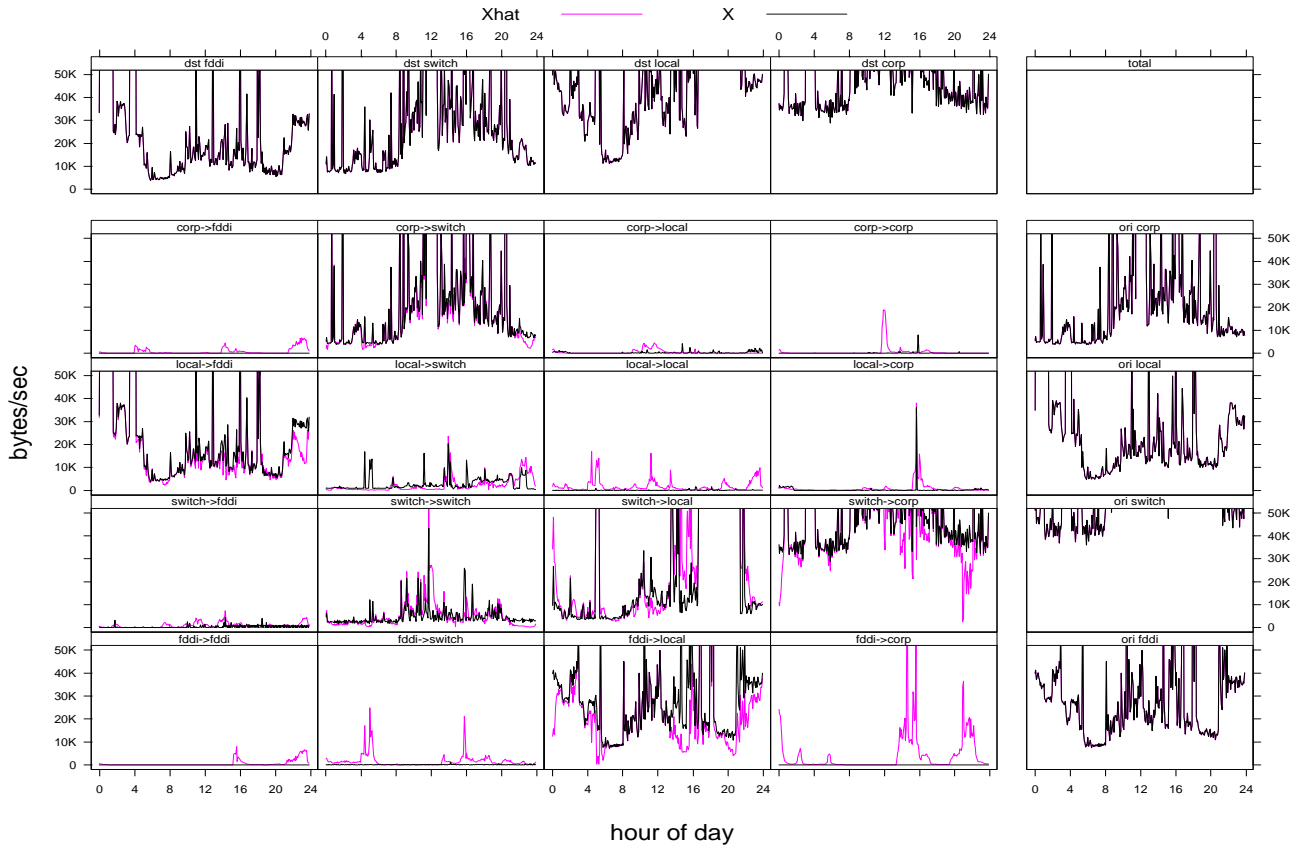 Xhat X
0 4 8 12 16 20 24 0 4 8 12 16 20 24
dst fddi dst switch dst local dst corp total
50K
40K
30K
20K
10K
0
corp->fddi corp->switch corp->local corp->corp ori corp
50K
40K
30K
20K
10K
0
local->fddi local->switch local->local local->corp ori local
50K
40K
30K
20K
10K
0
switch->fddi switch->switch switch->local switch->corp ori switch
50K
40K
30K
20K
10K
0
fddi->fddi fddi->switch fddi->local fddi->corp ori fddi
50K
40K
30K
20K
10K
0
0 4 8 12 16 20 24 0 4 8 12 16 20 24 0 4 8 12 16 20 24
bytes/sec
hour of day